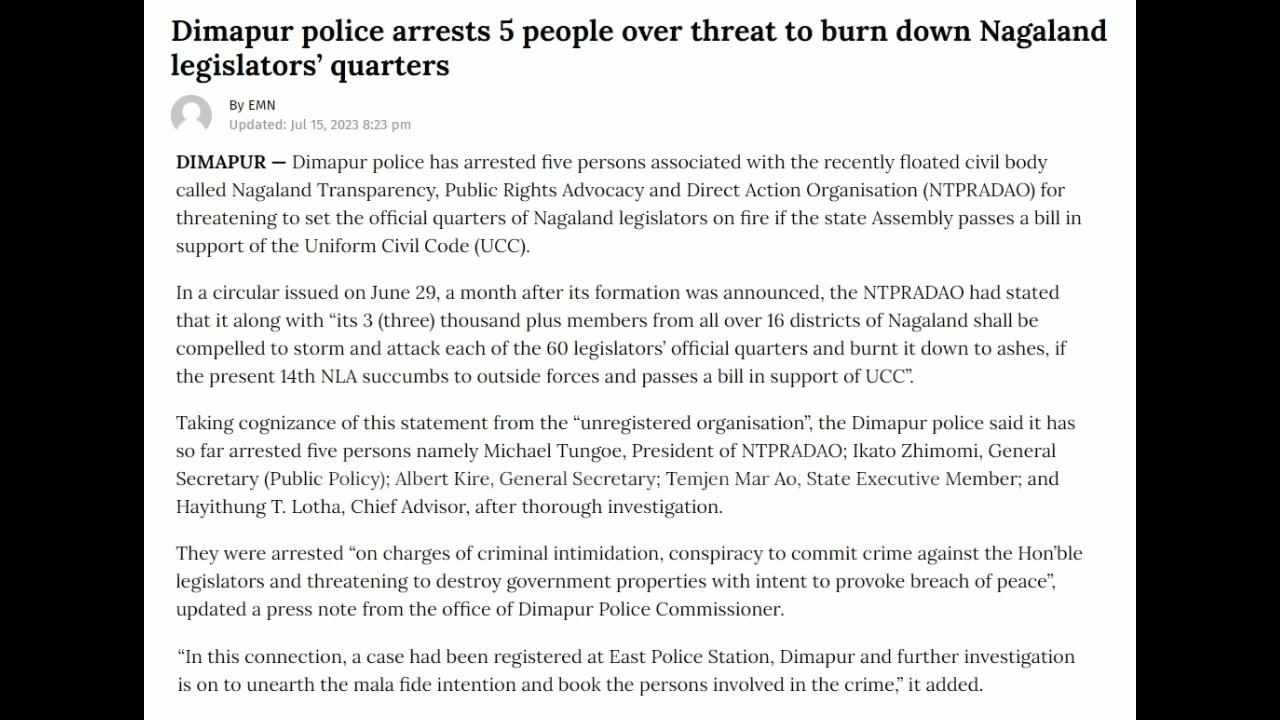 Dimapur police arrests 5 people over threat to burn down Nagaland
legislators’ quarters
By EMN
Updated: Jul 15, 2023 8:23 pm
DIMAPUR — Dimapur police has arrested five persons associated with the recently floated civil body
called Nagaland Transparency, Public Rights Advocacy and Direct Action Organisation (NTPRADAO) for
threatening to set the official quarters of Nagaland legislators on fire if the state Assembly passes a bill in
support of the Uniform Civil Code (UCC).
In a circular issued on June 29, a month after its formation was announced, the NTPRADAO had stated
that it along with “its 3 (three) thousand plus members from all over 16 districts of Nagaland shall be
compelled to storm and attack each of the 60 legislators’ official quarters and burnt it down to ashes, if
the present 14th NLA succumbs to outside forces and passes a bill in support of UCC”.
Taking cognizance of this statement from the “unregistered organisation”, the Dimapur police said it has
so far arrested five persons namely Michael Tungoe, President of NTPRADAO; Ikato Zhimomi, General
Secretary (Public Policy); Albert Kire, General Secretary; Temjen Mar Ao, State Executive Member; and
Hayithung T. Lotha, Chief Advisor, after thorough investigation.
They were arrested “on charges of criminal intimidation, conspiracy to commit crime against the Hon’ble
legislators and threatening to destroy government properties with intent to provoke breach of peace”,
updated a press note from the office of Dimapur Police Commissioner.
“In this connection, a case had been registered at East Police Station, Dimapur and further investigation
is on to unearth the mala fide intention and book the persons involved in the crime,” it added.